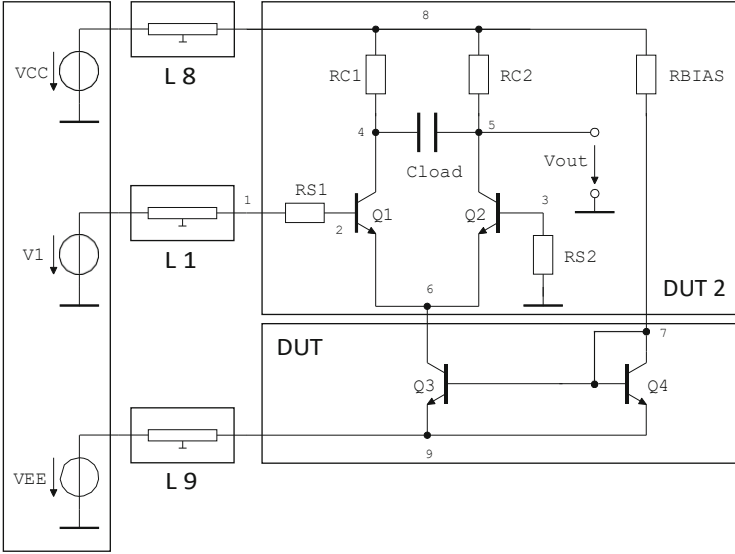 8
VCC
L 8
RC1
RC2
RBIAS
4
5
Cload
Vout
1
RS1
3
V1
2
Q1
Q2
RS2
L 1
6
DUT 2
7
DUT
Q3
Q4
9
VEE
L 9